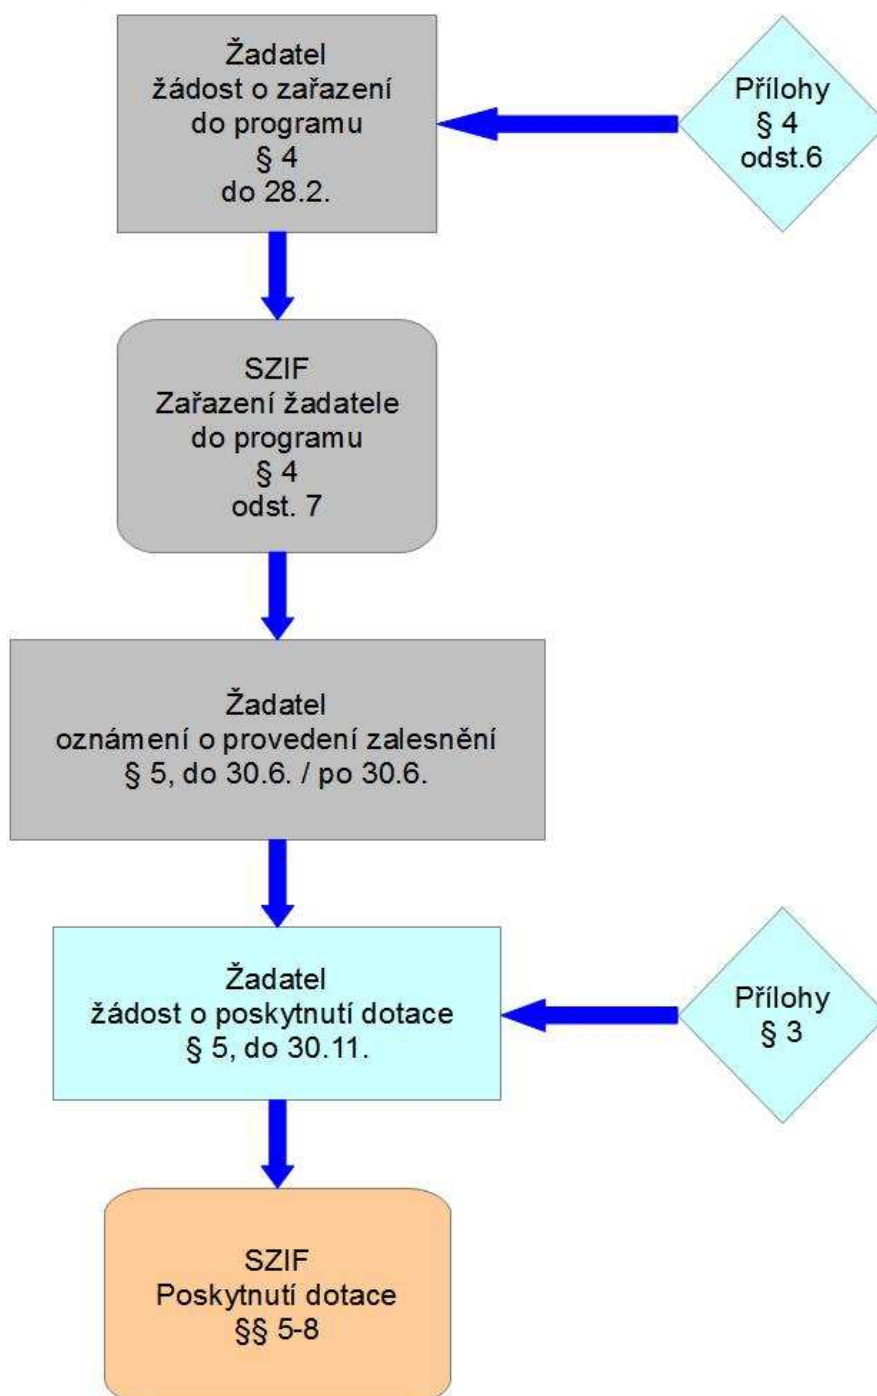 Žadatel
žádost o zařazení
do programu
§ 4
do 28.2.
Přílohy
§ 4
odst.6
SZIF
Zařazení žadatele
do programu
§ 4
odst. 7
Žadatel
oznámení o provedení zalesnění
§ 5, do 30.6. / po 30.6.
Žadatel
žádost o poskytnutí dotace
§ 5, do 30.11.
Přílohy
§ 3
SZIF
Poskytnutí dotace
§§ 5-8